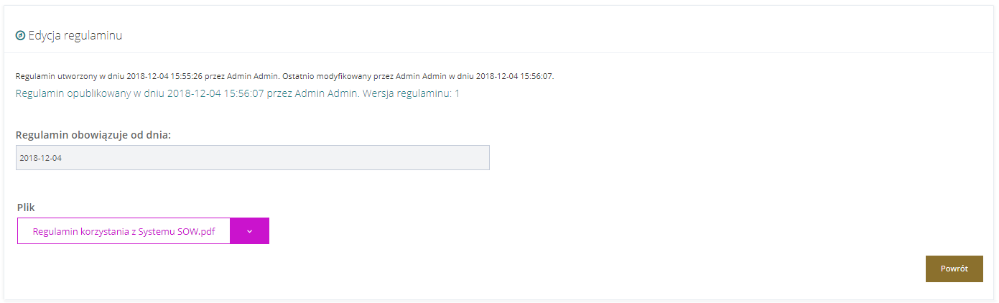 Edycja regulaminu
Regulamin utworzony w dniu 2018-12-04 15:55:26 przez Admin Admin. Ostatnio modyfikowany przez Admin Admin w dniu 2018-12-04 15:56:07.
Regulamin opublikowany w dniu 2018-12-04 15:56:07 przez Admin Admin. Wersja regulaminu: 1
Regulamin obowiązuje od dnia:
2018-12-04
Plik
Regulamin korzystania z Systemu SOW.pdf
Powrót